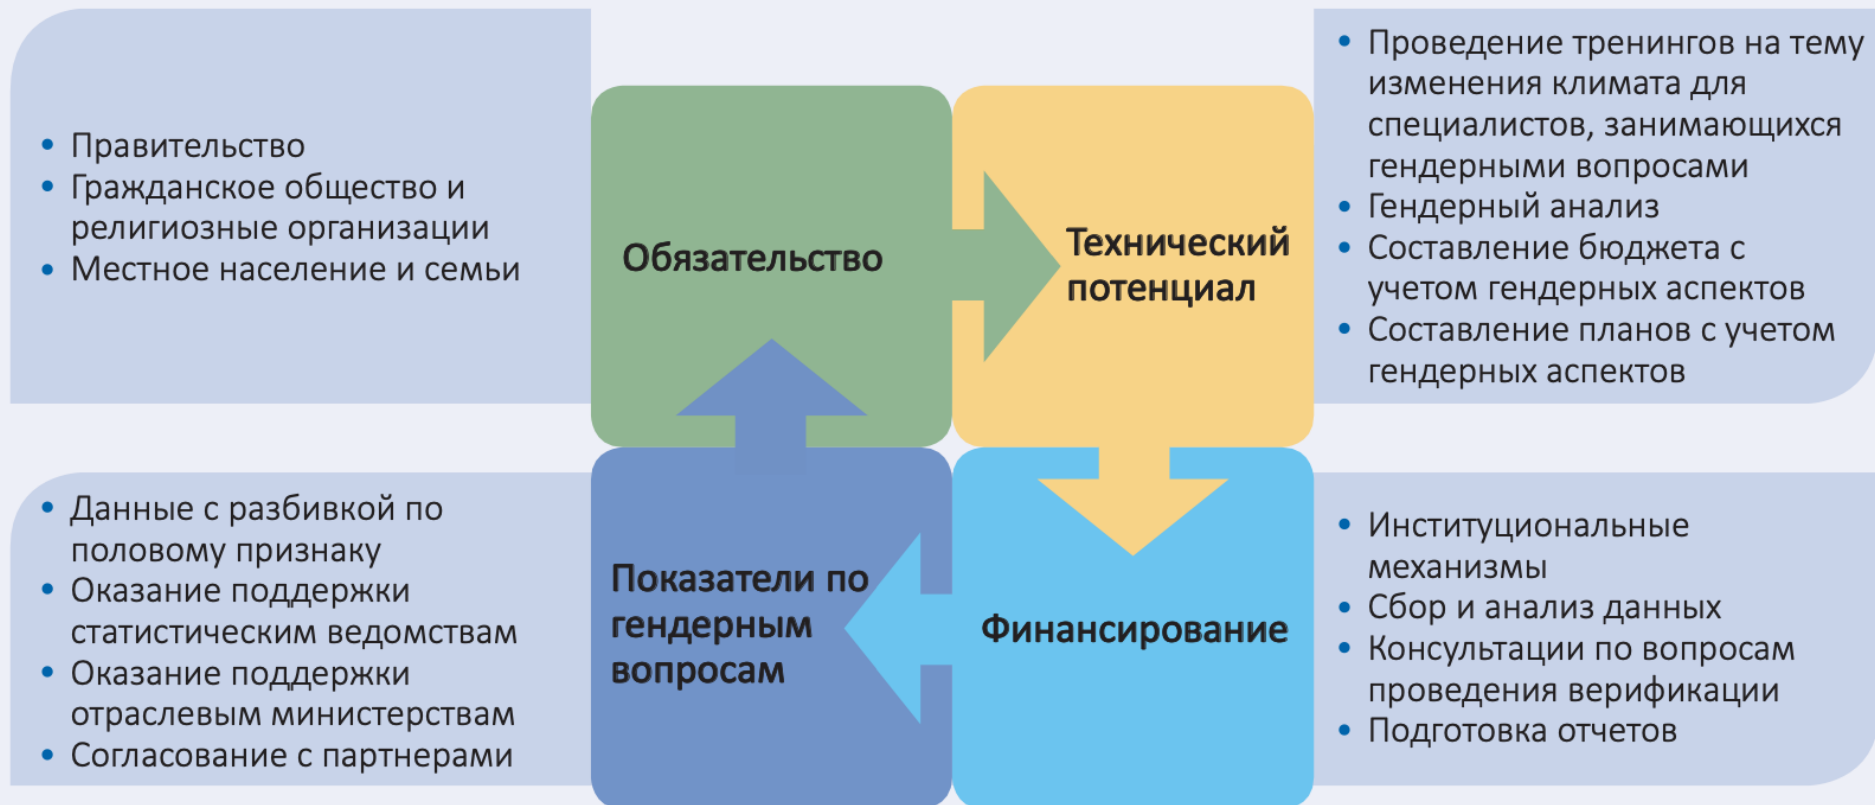 • Правительство
• Гражданское общество и
религиозные организации
• Местное население и семьи
Обязательство
Технический
потенциал
• Проведение тренингов на тему
изменения климата для
специалистов, занимающихся
гендерными вопросами
• Гендерный анализ
• Составление бюджета с
учетом гендерных аспектов
• Составление планов с учетом
гендерных аспектов
• Данные с разбивкой по
половому признаку
• Оказание поддержки
статистическим ведомствам
• Оказание поддержки
отраслевым министерствам
• Согласование с партнерами
Показатели по
гендерным
вопросам
Финансирование
• Институциональные
механизмы
• Сбор и анализ данных
• Консультации по вопросам
проведения верификации
• Подготовка отчетов